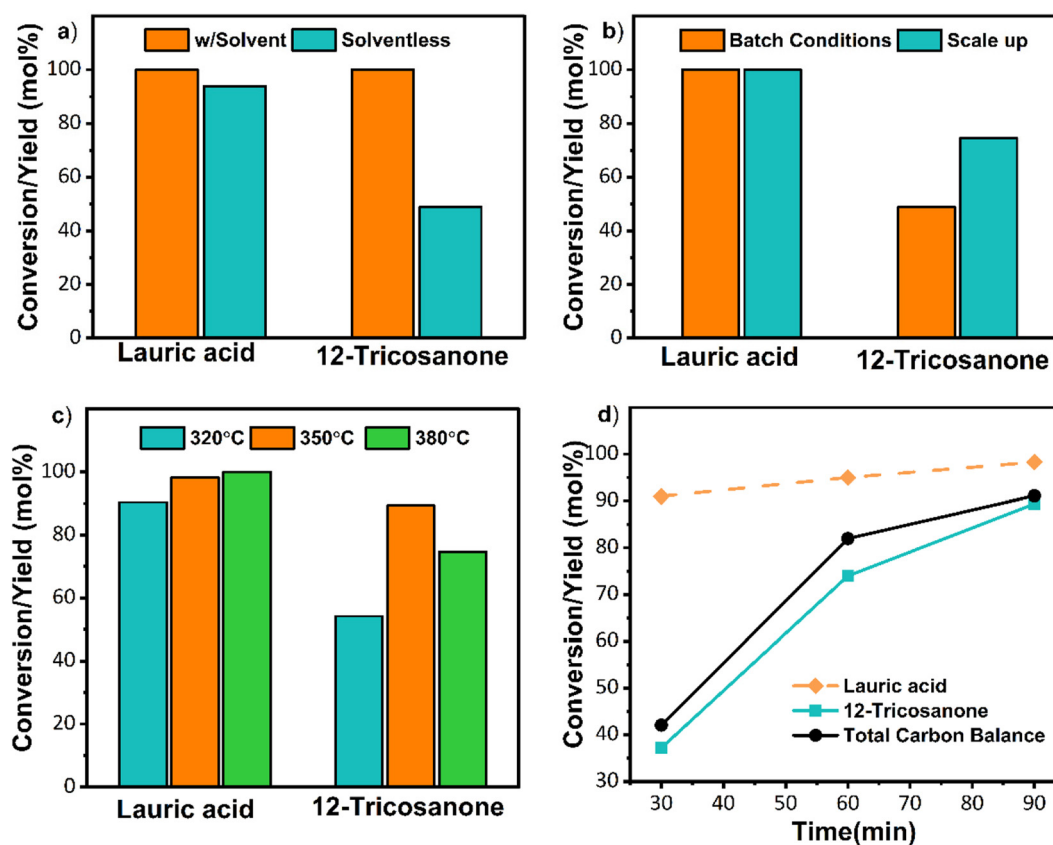 a)
w/Solvent Solventless
Conversion/Yield (mol%)
100
80
60
40
20
0
Lauric acid 12-Tricosanone
b)
Batch Conditions Scale up
Conversion/Yield (mol%)
100
80
60
40
20
0
Lauric acid 12-Tricosanone
c)
320°C 350°C 380°C
Conversion/Yield (mol%)
100
80
60
40
20
0
Lauric acid 12-Tricosanone
d)
Conversion/Yield (mol%)
100
90
80
70
60
50
40
30
Lauric acid
12-Tricosanone
Total Carbon Balance
30 40 50 60 70 80 90
Time(min)